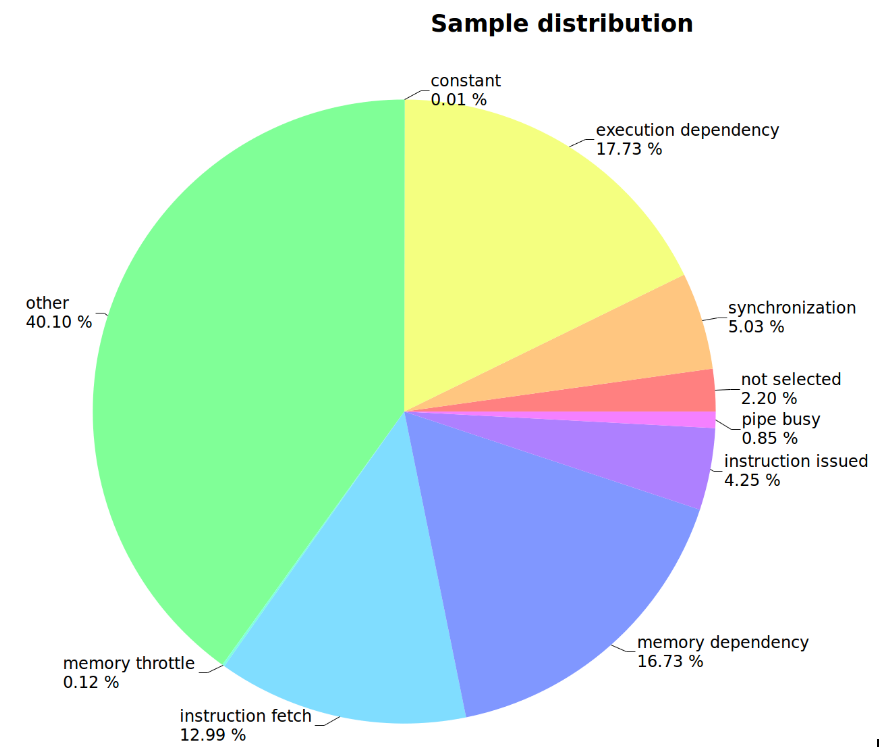 Sample distribution
constant
0.01 %
execution dependency
17.73 %
synchronization
5.03 %
not selected
2.20 %
pipe busy
0.85 %
instruction issued
4.25 %
memory dependency
16.73 %
instruction fetch
12.99 %
memory throttle
0.12 %
other
40.10 %